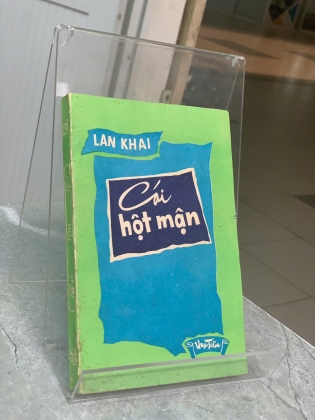 LAN KHAI
Cái
hột mận